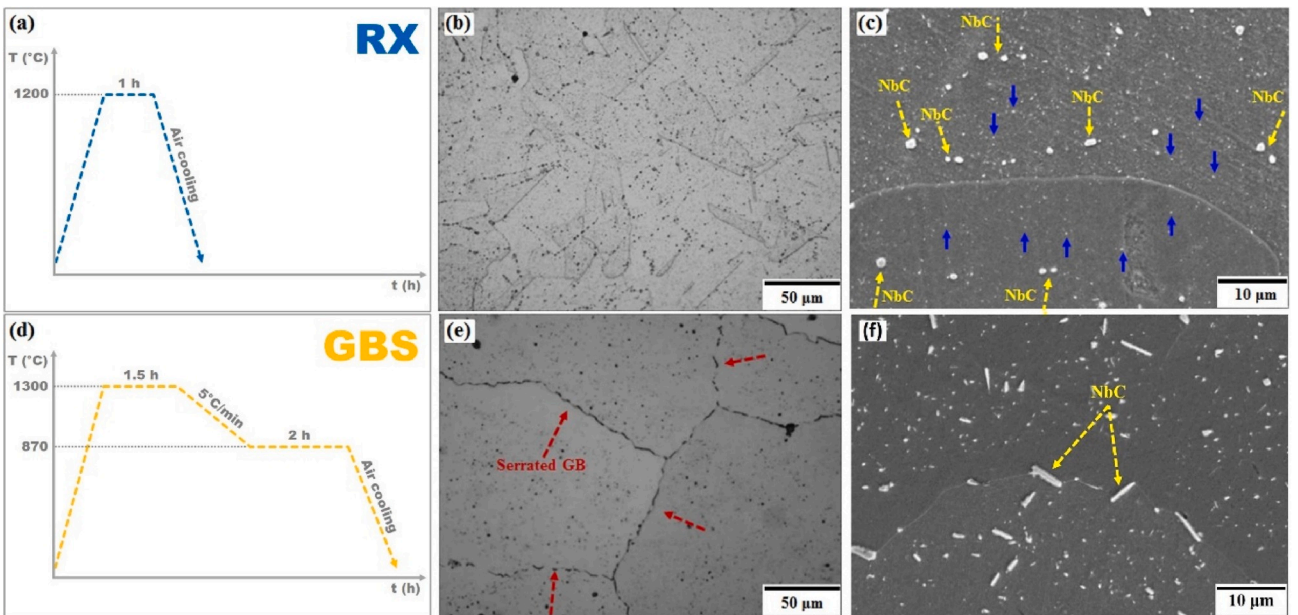 (a)
RX
T (°C)
1 h
1200
Air cooling
t (h)
(b)
50 µm
(c)
NbC
NbC
NbC
NbC
NbC
NbC
NbC
10 µm
(d)
GBS
T (°C)
1.5 h
1300
5°C/min
870
2 h
Air cooling
t (h)
(e)
Serrated GB
50 µm
(f)
NbC
10 µm